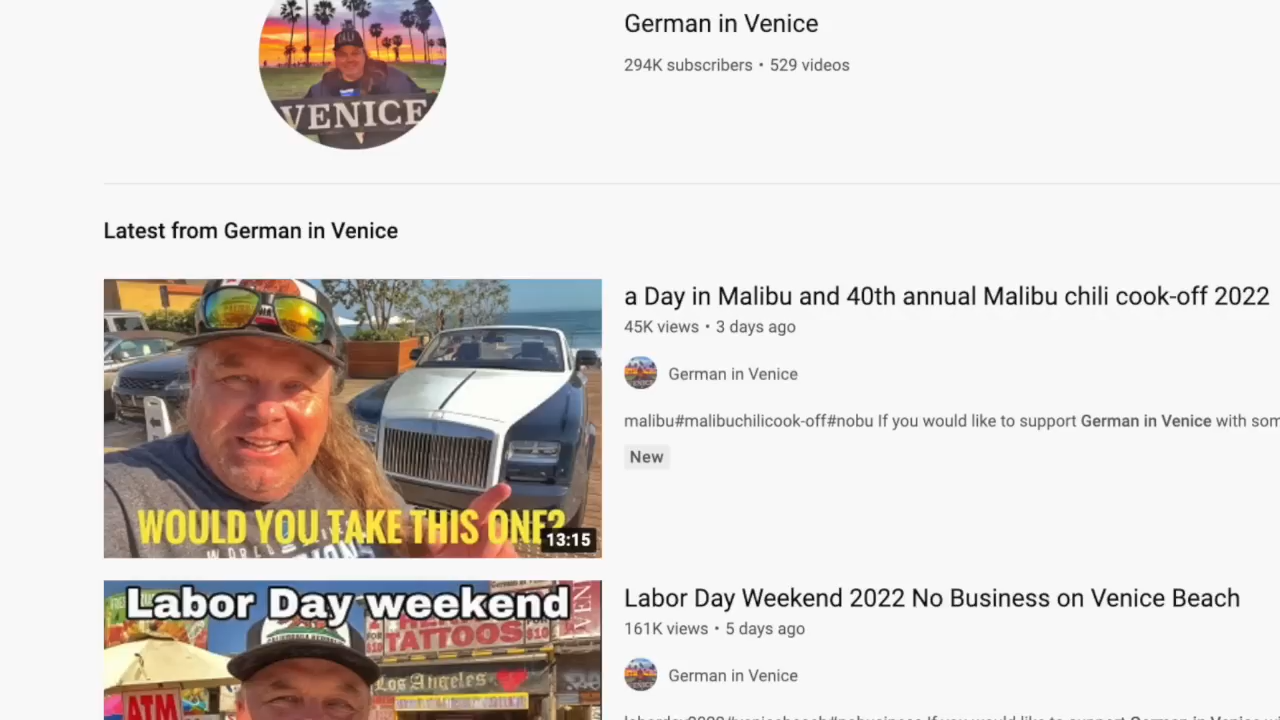 German in Venice
294K subscribers • 529 videos
VENICE
Latest from German in Venice
a Day in Malibu and 40th annual Malibu chili cook-off 2022
45K views • 3 days ago
German in Venice
malibu#malibuchilicook-off#nobu If you would like to support German in Venice with som
New
WOULD YOU TAKE THIS ONE?
WORLD
13:15
Labor Day Weekend 2022 No Business on Venice Beach
161K views • 5 days ago
German in Venice
Labor Day weekend
TATTOOS
Los Angeles
ATM